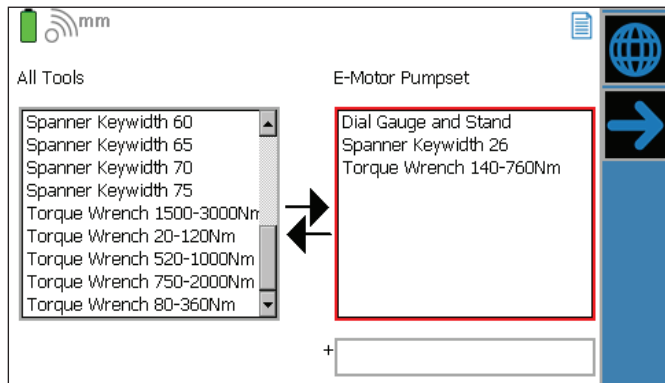 mm
All Tools
E-Motor Pumpset
Spanner Keywidth 60
Spanner Keywidth 65
Spanner Keywidth 70
Spanner Keywidth 75
Torque Wrench 1500-3000Nm
Torque Wrench 20-120Nm
Torque Wrench 520-1000Nm
Torque Wrench 750-2000Nm
Torque Wrench 80-360Nm
Dial Gauge and Stand
Spanner Keywidth 26
Torque Wrench 140-760Nm
+